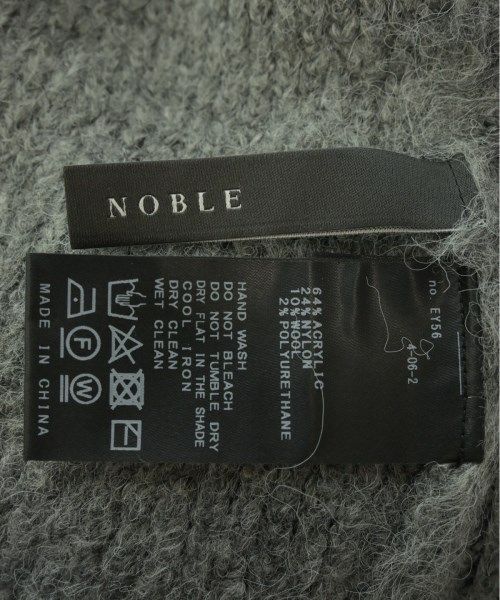 NOBLE
no. EY56
4-06-2
64% ACRYLIC
24% NYLON
10% WOOL
2% POLYURETHANE
HAND WASH
DO NOT BLEACH
DO NOT TUMBLE DRY
DRY FLAT IN THE SHADE
COOL IRON
DRY CLEAN
WET CLEAN
F
W
MADE IN CHINA